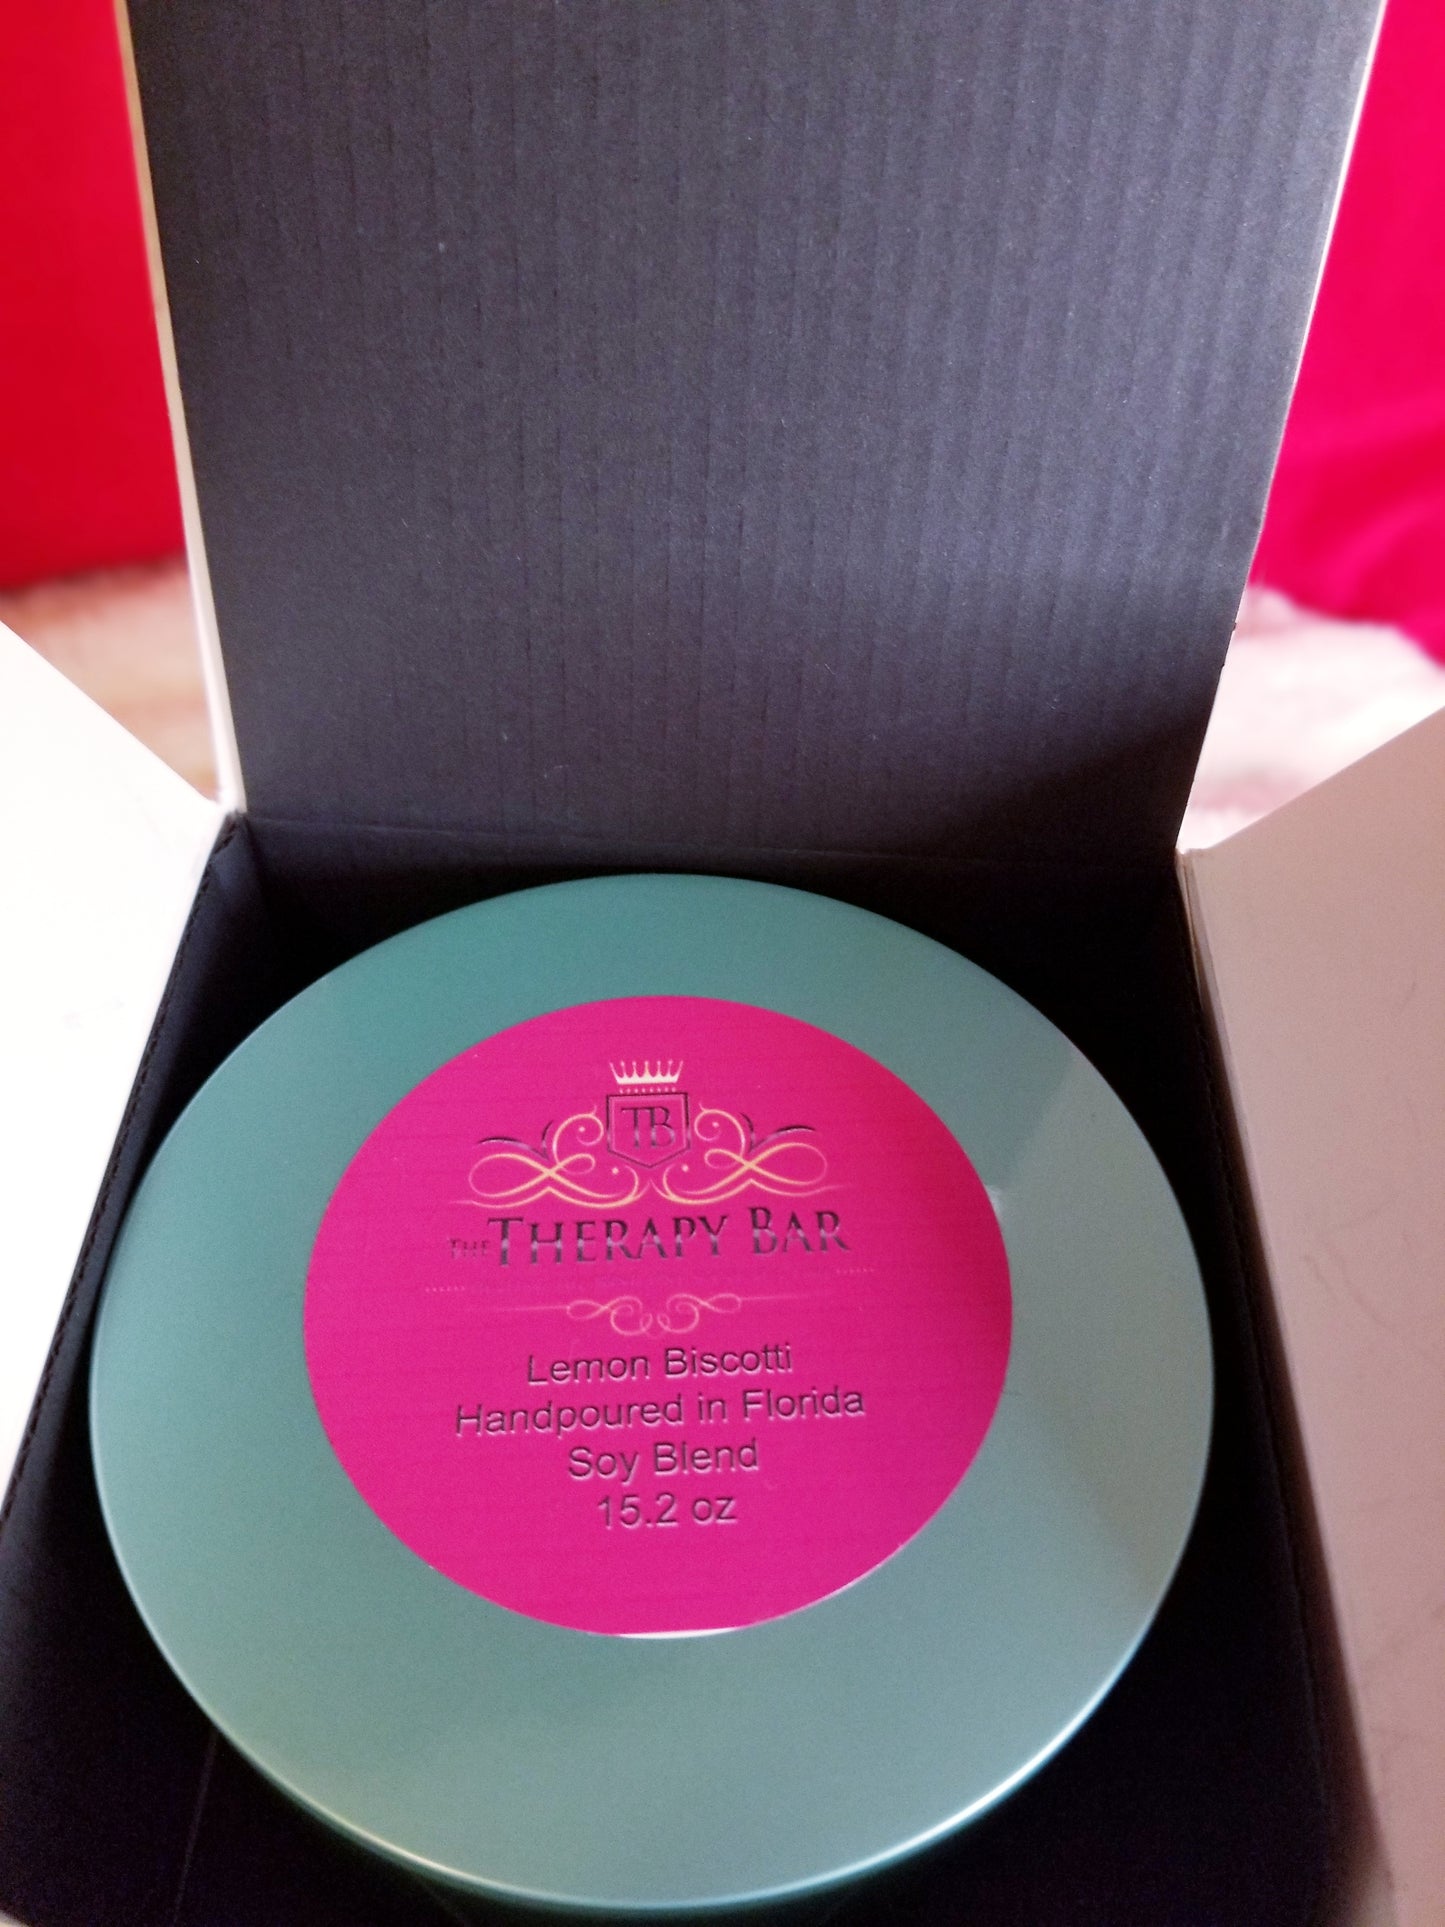 TB
THE THERAPY BAR
Lemon Biscotti
Handpoured in Florida
Soy Blend
15.2 oz